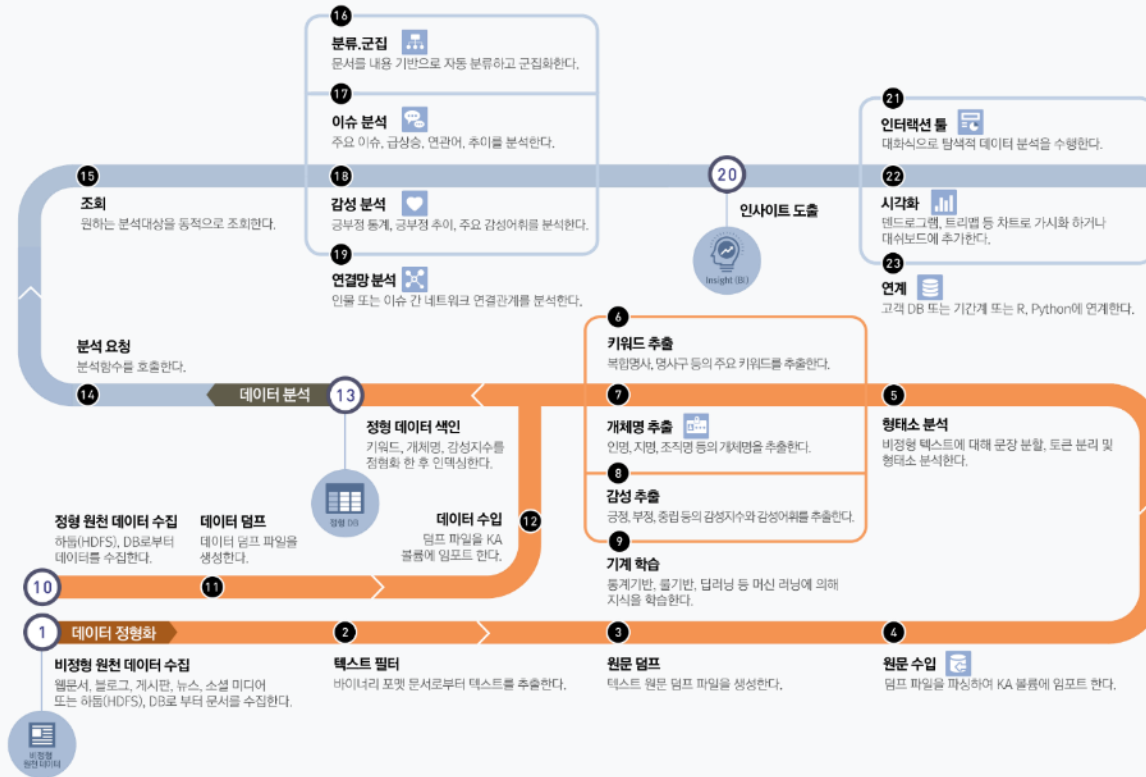 16
분류.군집
문서를 내용 기반으로 자동 분류하고 군집화한다.
17
이슈 분석
주요 이슈, 급상승, 연관어, 추이를 분석한다.
15
조회
원하는 분석대상을 동적으로 조회한다.
18
감성 분석
긍부정 통계, 긍부정 추이, 주요 감성어휘를 분석한다.
19
연결망 분석
인물 또는 이슈 간 네트워크 연결관계를 분석한다.
20
인사이트 도출
Insight (BI)
21
인터랙션 툴
대화식으로 탐색적 데이터 분석을 수행한다.
22
시각화
덴드로그램, 트리맵 등 차트로 가시화 하거나
대쉬보드에 추가한다.
23
연계
고객 DB 또는 기간계 또는 R, Python에 연계한다.
분석 요청
분석함수를 호출한다.
14
데이터 분석
13
정형 데이터 색인
키워드, 개체명, 감성지수를
정형화 한 후 인덱싱한다.
정형 DB
6
키워드 추출
복합명사, 명사구 등의 주요 키워드를 추출한다.
7
개체명 추출
인명, 지명, 조직명 등의 개체명을 추출한다.
8
감성 추출
긍정, 부정, 중립 등의 감성지수와 감성어휘를 추출한다.
9
기계 학습
통계기반, 룰기반, 딥러닝 등 머신 러닝에 의해
지식을 학습한다.
5
형태소 분석
비정형 텍스트에 대해 문장 분할, 토큰 분리 및
형태소 분석한다.
정형 원천 데이터 수집
하둡(HDFS), DB로부터
데이터를 수집한다.
10
데이터 덤프
데이터 덤프 파일을
생성한다.
11
데이터 수입
덤프 파일을 KA
볼륨에 임포트 한다.
12
1
데이터 정형화
비정형 원천 데이터 수집
웹문서, 블로그, 게시판, 뉴스, 소셜 미디어
또는 하둡(HDFS), DB로 부터 문서를 수집한다.
비정형
원천 데이터
2
텍스트 필터
바이너리 포맷 문서로부터 텍스트를 추출한다.
3
원문 덤프
텍스트 원문 덤프 파일을 생성한다.
4
원문 수입
덤프 파일을 파싱하여 KA 볼륨에 임포트 한다.